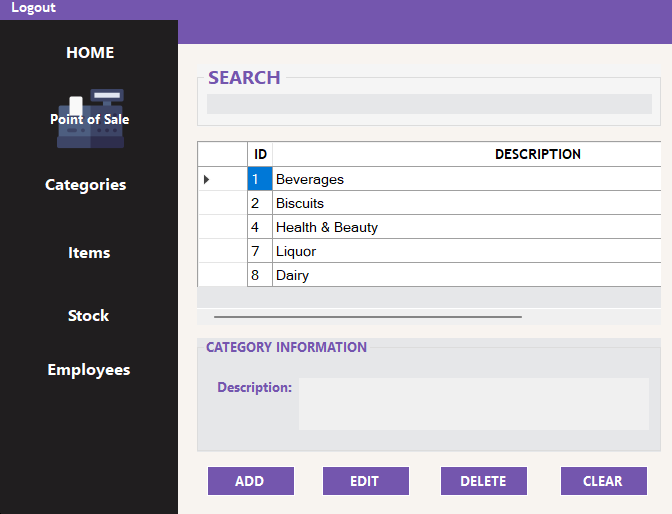 Logout
HOME
Point of Sale
Categories
Items
Stock
Employees
SEARCH
ID DESCRIPTION
1 Beverages
2 Biscuits
4 Health & Beauty
7 Liquor
8 Dairy
CATEGORY INFORMATION
Description:
ADD EDIT DELETE CLEAR